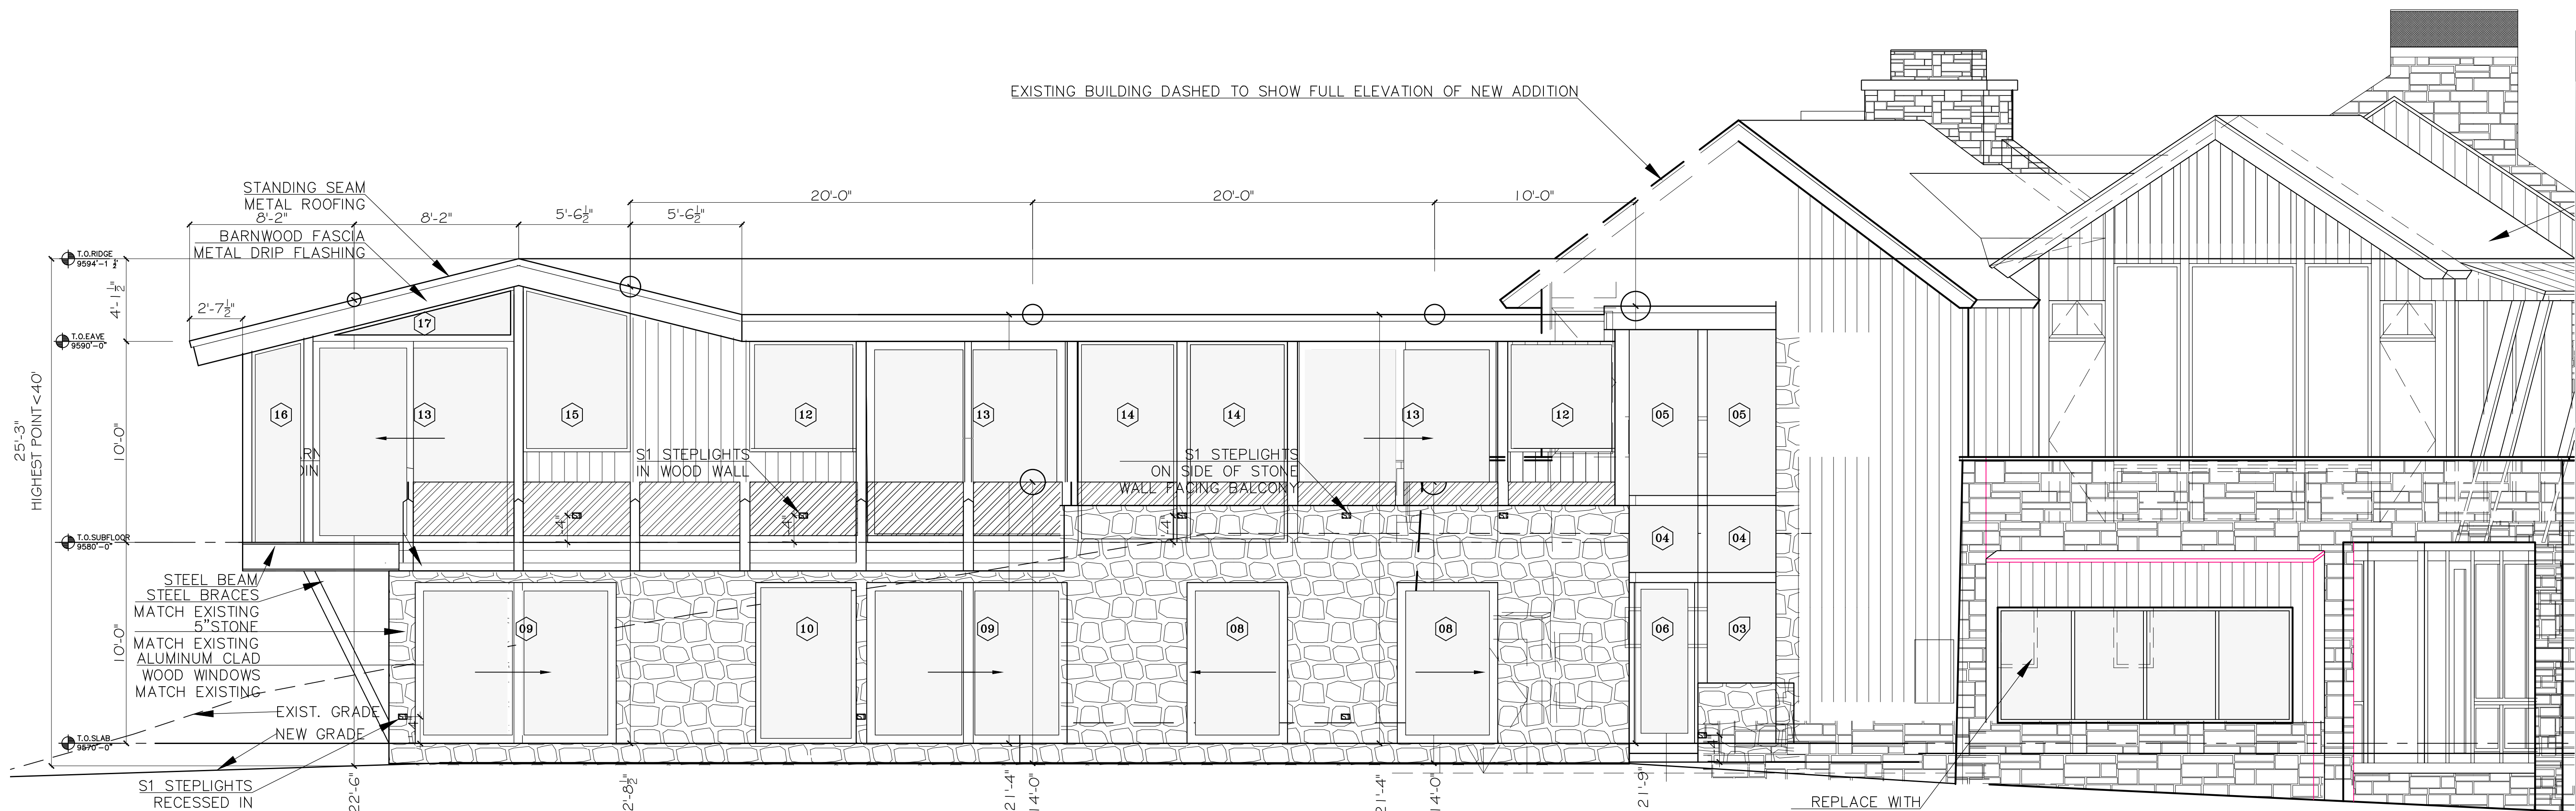 EXISTING BUILDING DASHED TO SHOW FULL ELEVATION OF NEW ADDITION
STANDING SEAM
METAL ROOFING
8'-2"
8'-2"
5'-6½"
5'-6½"
20'-0"
20'-0"
10'-0"
BARNWOOD FASCIA
METAL DRIP FLASHING
T.O.RIDGE
9594'-1 ½"
4'-1½"
2'-7½"
17
T.O.EAVE
9590'-0"
16
13
15
12
13
14
14
13
12
05
05
25'-3"
HIGHEST POINT<40'
10'-0"
S1 STEPLIGHTS
IN WOOD WALL
S1 STEPLIGHTS
ON SIDE OF STONE
WALL FACING BALCONY
4"
4"
4"
T.O.SUBFLOOR
9580'-0"
04
04
STEEL BEAM
STEEL BRACES
MATCH EXISTING
5"STONE
MATCH EXISTING
ALUMINUM CLAD
WOOD WINDOWS
MATCH EXISTING
10'-0"
09
10
09
08
08
06
03
EXIST. GRADE
4"
NEW GRADE
T.O.SLAB
9570'-0"
4"
S1 STEPLIGHTS
RECESSED IN
22'-6"
2'-8½"
21'-4"
14'-0"
21'-4"
14'-0"
21'-9"
REPLACE WITH